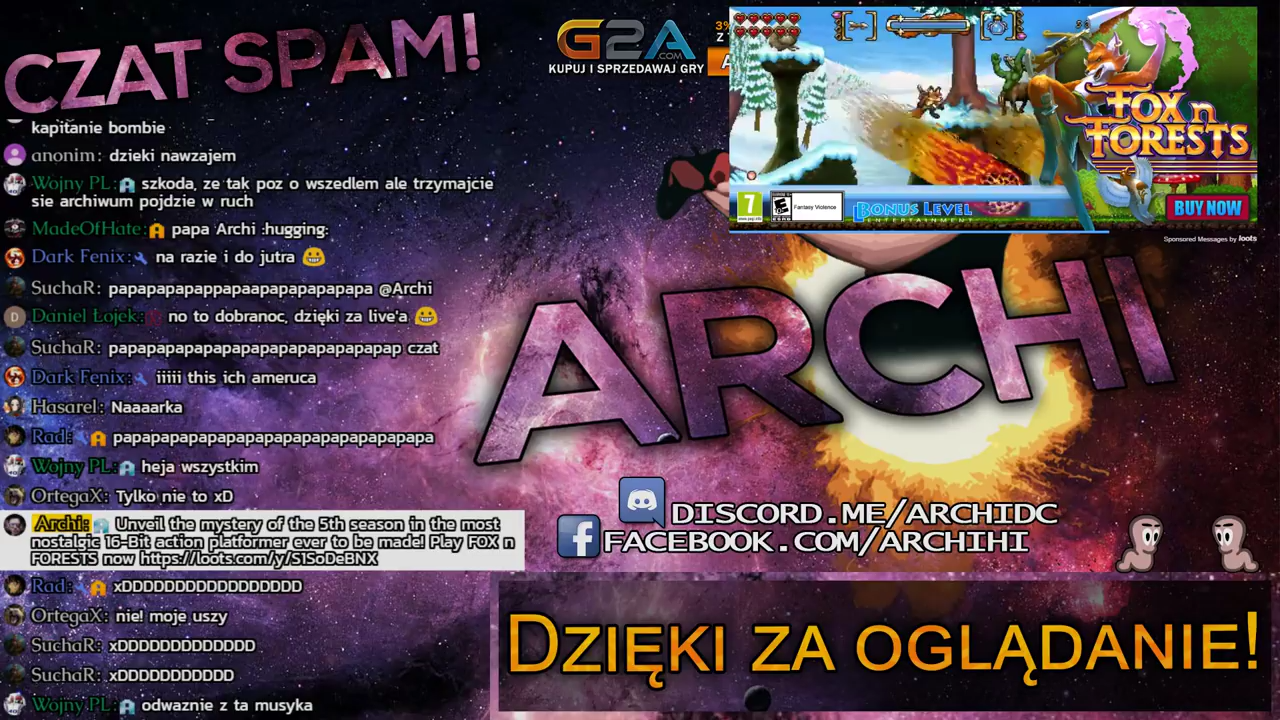 CZAT SPAM!
kapitanie bombie
anonim: dzieki nawzajem
Wojny PL: szkoda, ze tak poz o wszedlem ale trzymajcie
sie archiwum pojdzie w ruch
MadeOfHate: papa Archi :hugging:
Dark Fenix: na razie i do jutra
SuchaR: papapapapappapaapapapapapapa @Archi
Daniel Łojek: no to dobranoc, dzięki za live'a
SuchaR: papapapapapapapapapapapapapapap czat
Dark Fenix: iiiii this ich ameruca
Hasarel: Naaaarka
Rad: papapapapapapapapapapapapapapapapa
Wojny PL: heja wszystkim
OrtegaX: Tylko nie to xD
Archi: Unveil the mystery of the 5th season in the most
nostalgic 16-Bit action platformer ever to be made! Play FOX n
FORESTS now https://loots.com/y/S1SoDeBNX
Rad: xDDDDDDDDDDDDDDDDDD
OrtegaX: nie! moje uszy
SuchaR: xDDDDDDDDDDDDD
SuchaR: xDDDDDDDDDDD
Wojny PL: odwaznie z ta musyka
G2A.COM
KUPUJ I SPRZEDAWAJ GRY
3%
Z
FOX n
FORESTS
7
E
Fantasy Violence
BONUS LEVEL
ENTERTAINMENT
BUY NOW
Sponsored Messages by loots
ARCHI
DISCORD.ME/ARCHIDC
FACEBOOK.COM/ARCHIHI
DZIĘKI ZA OGLĄDANIE!